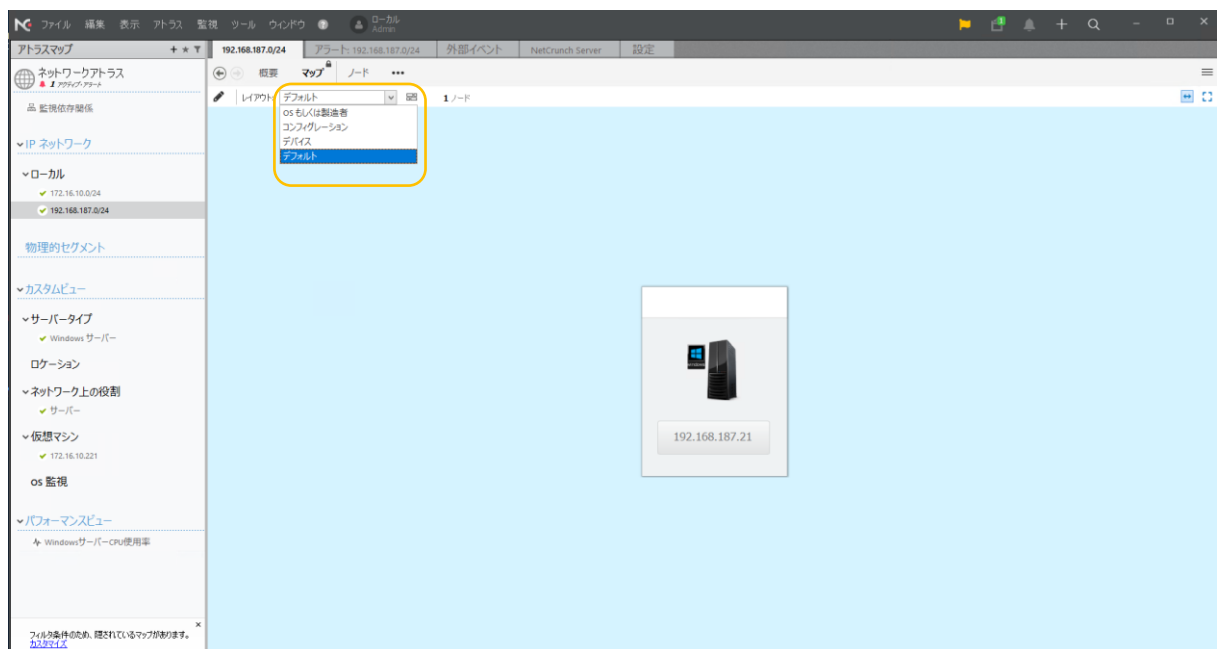 ファイル 編集 表示 アトラス 監視 ツール ウインドウ ローカル
Admin
アトラスマップ
192.168.187.0/24 アラート: 192.168.187.0/24 外部イベント NetCrunch Server 設定
ネットワークアトラス
1 アクティブ・アラート
概要 マップ ノード •••
監視依存関係
レイアウト: デフォルト 1 ノード
OS もしくは製造者
コンフィグレーション
デバイス
デフォルト
IP ネットワーク
ローカル
172.16.10.0/24
192.168.187.0/24
物理的セグメント
カスタムビュー
サーバータイプ
Windows サーバー
ロケーション
ネットワーク上の役割
サーバー
仮想マシン
172.16.10.221
OS 監視
パフォーマンスビュー
WindowsサーバーCPU使用率
192.168.187.21
フィルタ条件のため、隠されているマップがあります。
カスタマイズ